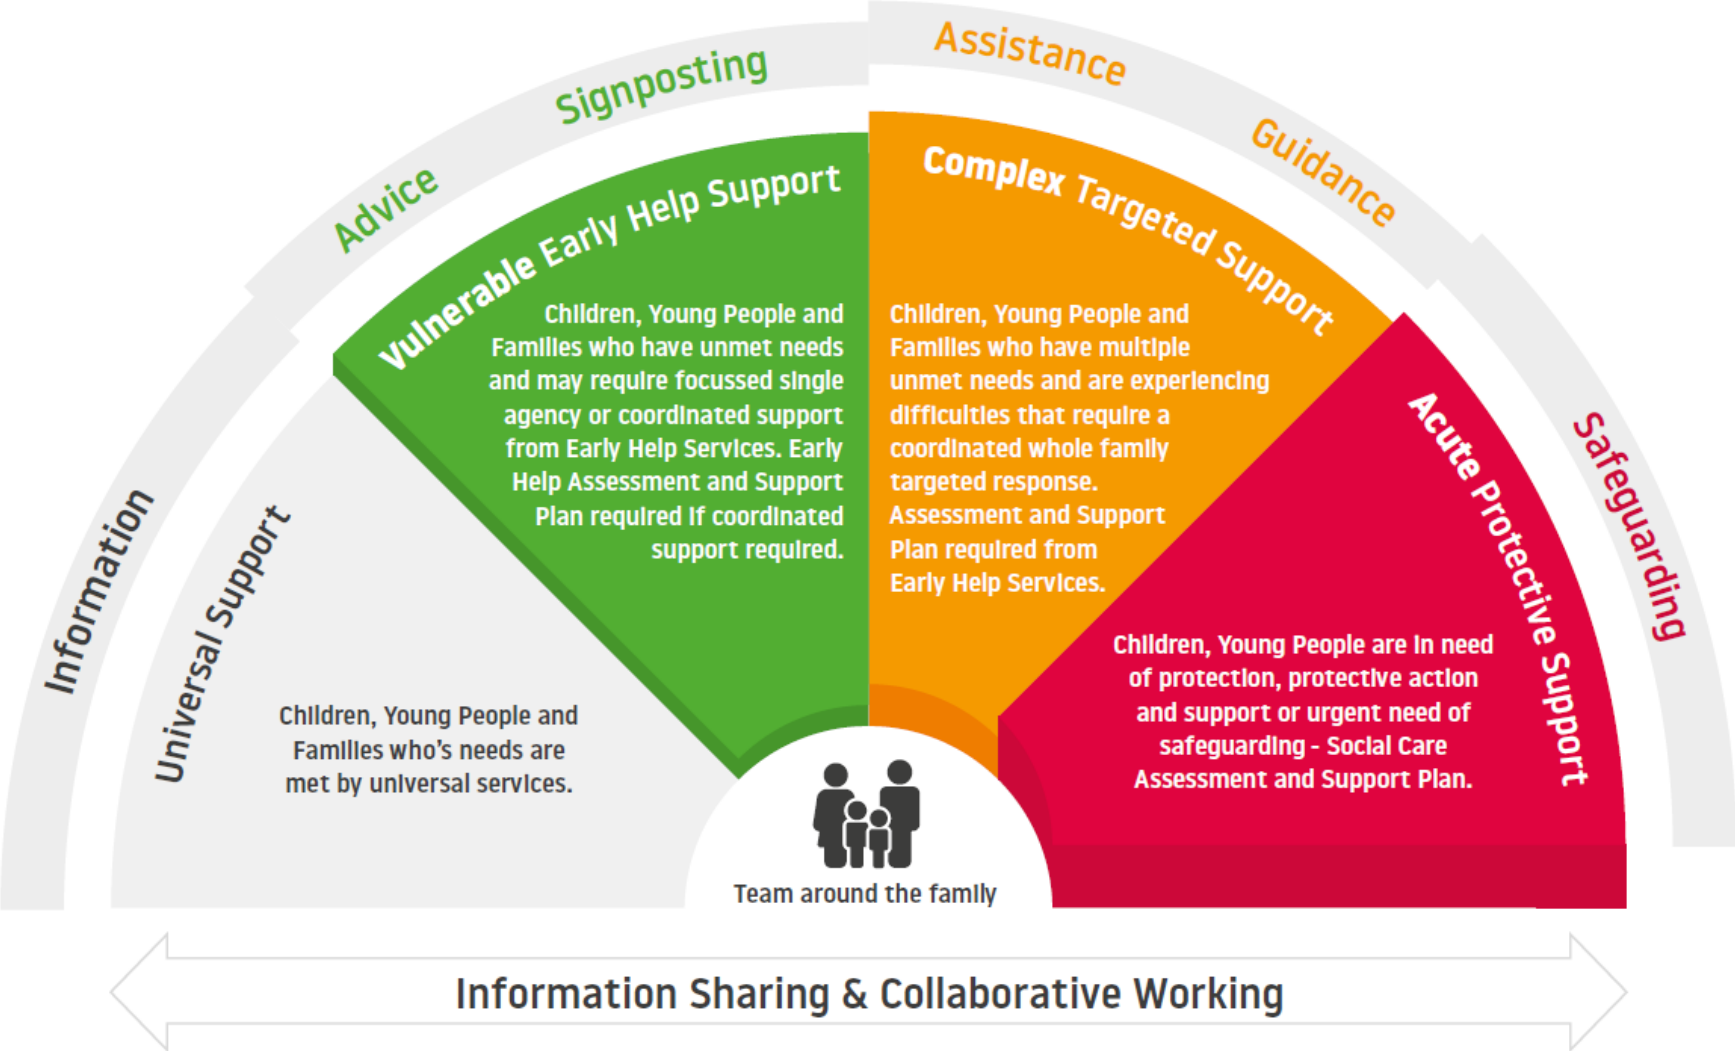 Information
Advice
Signposting
Assistance
Guidance
Safeguarding
Universal Support
Children, Young People and
Families who's needs are
met by universal services.
Vulnerable Early Help Support
Children, Young People and
Families who have unmet needs
and may require focussed single
agency or coordinated support
from Early Help Services. Early
Help Assessment and Support
Plan required if coordinated
support required.
Complex Targeted Support
Children, Young People and
Families who have multiple
unmet needs and are experiencing
difficulties that require a
coordinated whole family
targeted response.
Assessment and Support
Plan required from
Early Help Services.
Acute Protective Support
Children, Young People are in need
of protection, protective action
and support or urgent need of
safeguarding - Social Care
Assessment and Support Plan.
Team around the family
Information Sharing & Collaborative Working